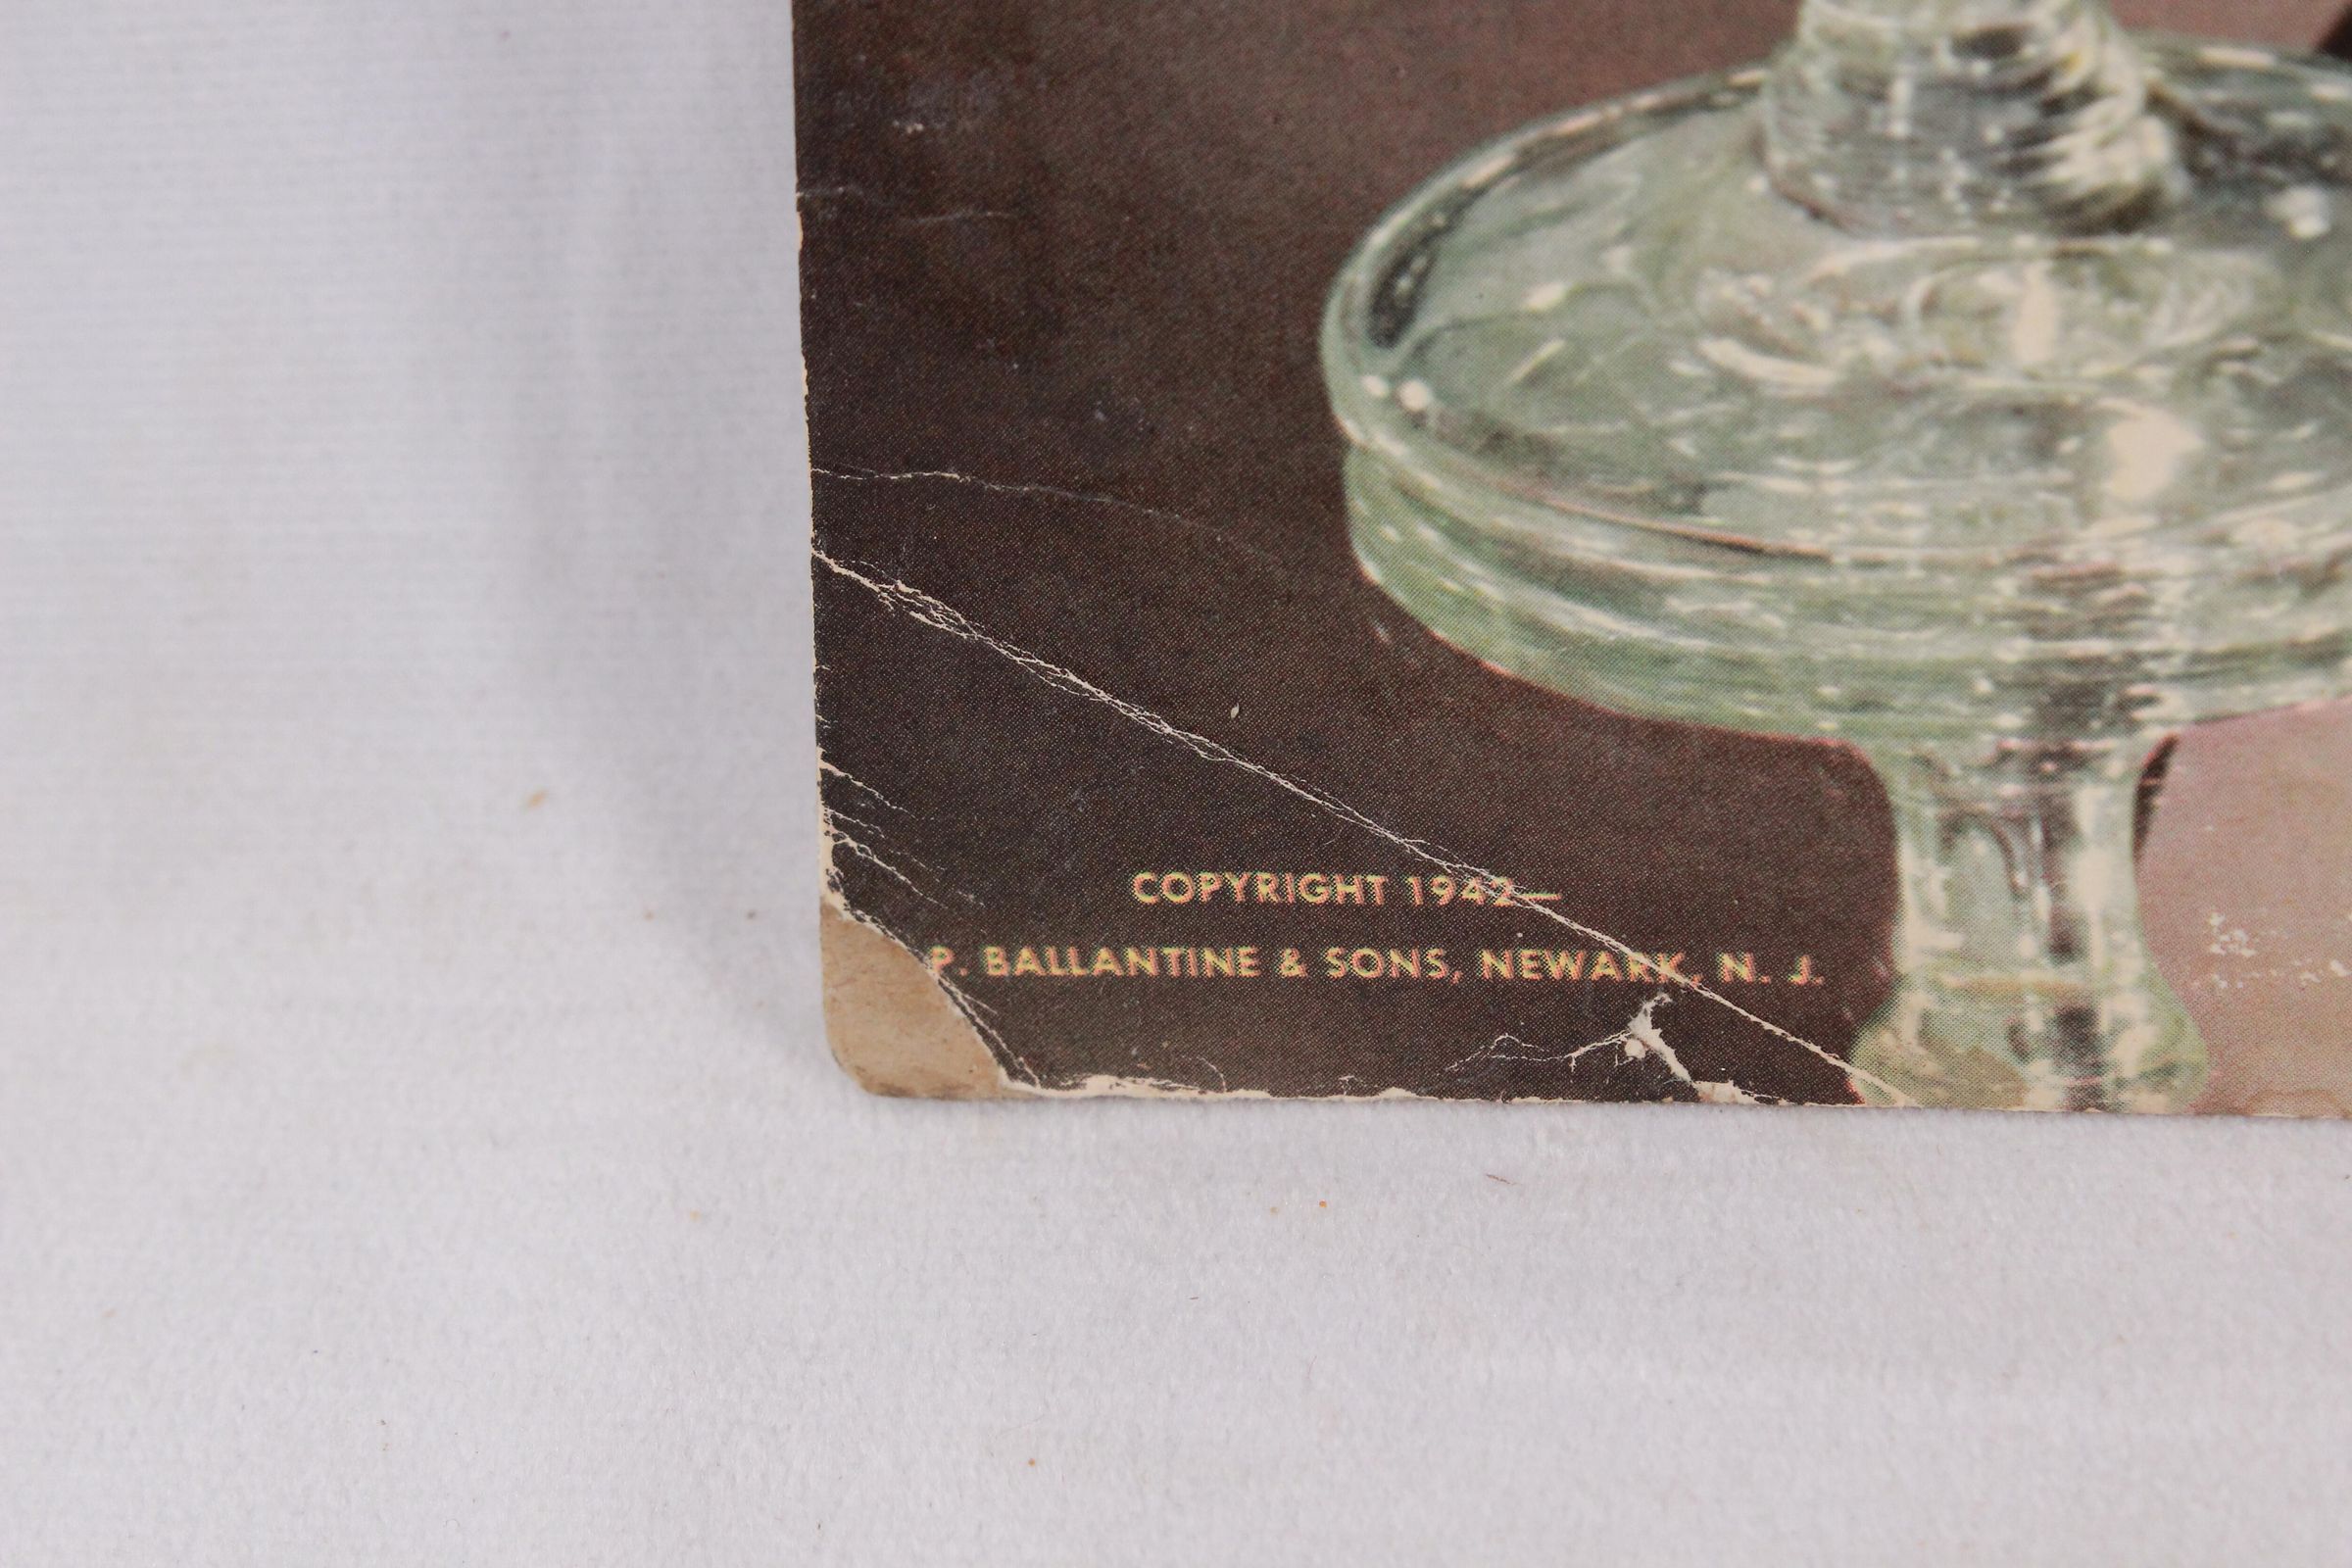 COPYRIGHT 1942—
P. BALLANTINE & SONS, NEWARK, N. J.